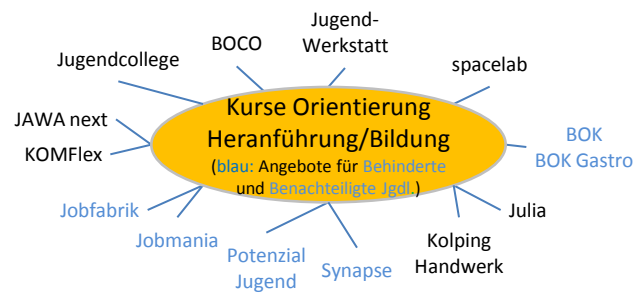 Jugend-
Werkstatt
BOCO
Jugendcollege
spacelab
JAWA next
KOMFlex
Kurse Orientierung
Heranführung/Bildung
(blau: Angebote für Behinderte
und Benachteiligte Jgdl.)
BOK
BOK Gastro
Jobfabrik
Jobmania
Potenzial
Jugend
Synapse
Kolping
Handwerk
Julia